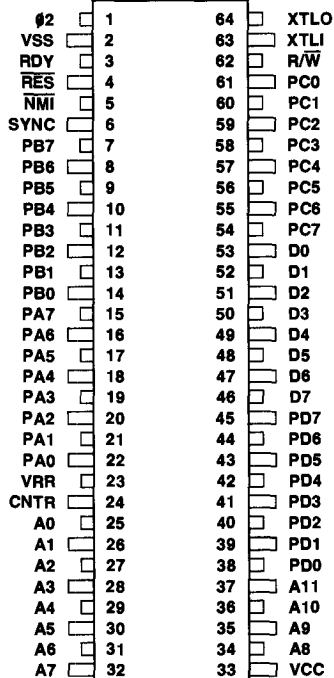 ø2 1 64 XTLO
VSS 2 63 XTLI
RDY 3 62 R/W̅
R̅E̅S̅ 4 61 PC0
N̅M̅I̅ 5 60 PC1
SYNC 6 59 PC2
PB7 7 58 PC3
PB6 8 57 PC4
PB5 9 56 PC5
PB4 10 55 PC6
PB3 11 54 PC7
PB2 12 53 D0
PB1 13 52 D1
PB0 14 51 D2
PA7 15 50 D3
PA6 16 49 D4
PA5 17 48 D5
PA4 18 47 D6
PA3 19 46 D7
PA2 20 45 PD7
PA1 21 44 PD6
PA0 22 43 PD5
VRR 23 42 PD4
CNTR 24 41 PD3
A0 25 40 PD2
A1 26 39 PD1
A2 27 38 PD0
A3 28 37 A11
A4 29 36 A10
A5 30 35 A9
A6 31 34 A8
A7 32 33 VCC